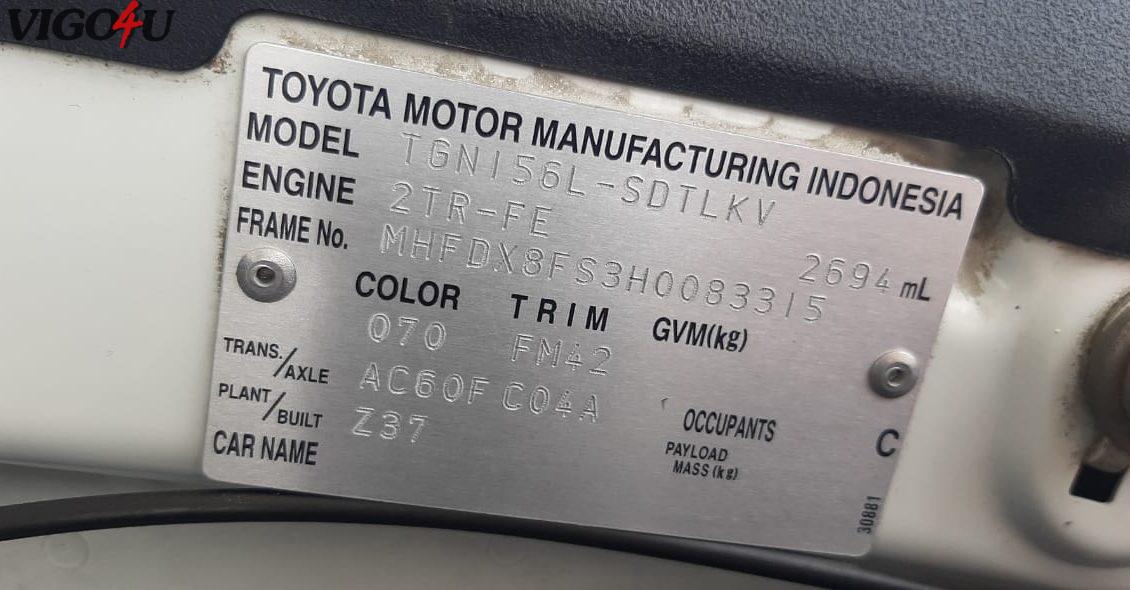 VIGO4U
TOYOTA MOTOR MANUFACTURING INDONESIA
MODEL TGN156L-SDTLKV
ENGINE 2TR-FE 2694 mL
FRAME No. MHFDX8FS3H0083315
COLOR TRIM GVM(kg)
070 FM42
TRANS./AXLE AC60F C04A
OCCUPANTS C
PLANT/BUILT Z37
PAYLOAD
MASS (kg)
CAR NAME
30881